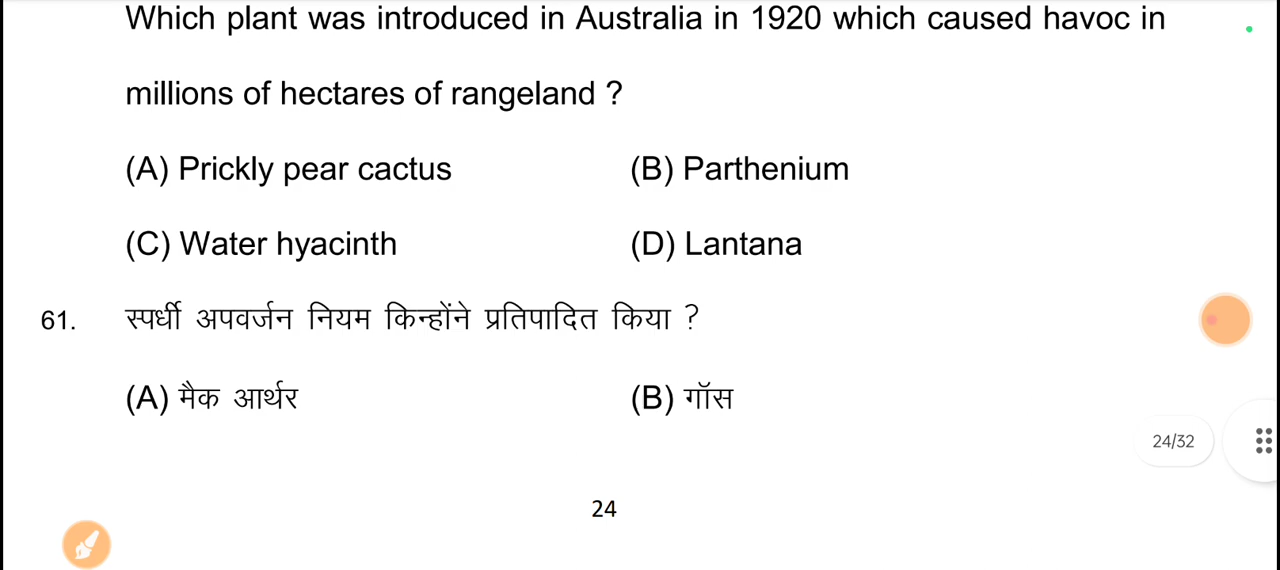 Which plant was introduced in Australia in 1920 which caused havoc in
millions of hectares of rangeland ?
(A) Prickly pear cactus (B) Parthenium
(C) Water hyacinth (D) Lantana
61. स्पर्धी अपवर्जन नियम किन्होंने प्रतिपादित किया ?
(A) मैक आर्थर (B) गॉस
24/32
24